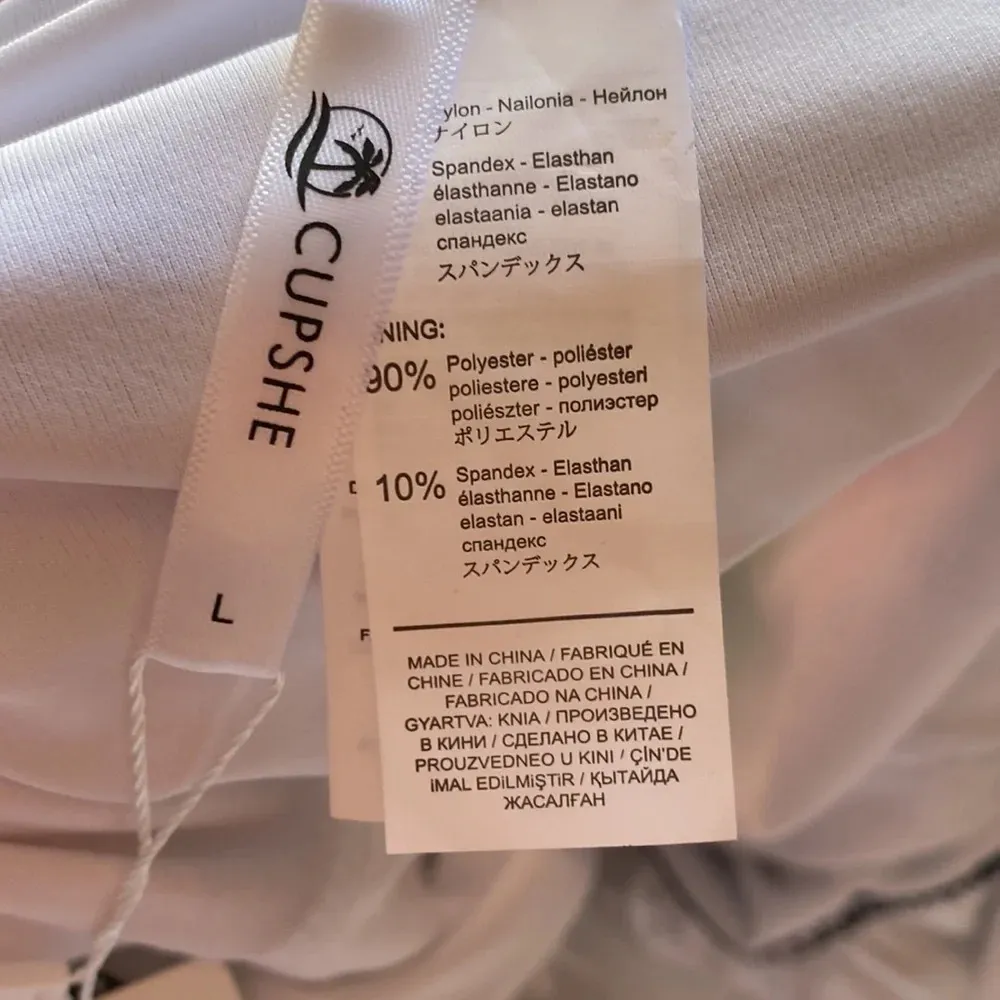 CUPSHE
L
ylon - Nailonia - Нейлон
ナイロン
Spandex - Elasthan
élasthanne - Elastano
elastaania - elastan
спандекс
スパンデックス
NING:
90% Polyester - poliéster
poliestere - polyesteri
poliészter - полиэстер
ポリエステル
10% Spandex - Elasthan
élasthanne - Elastano
elastan - elastaani
спандекс
スパンデックス
MADE IN CHINA / FABRIQUÉ EN
CHINE / FABRICADO EN CHINA /
FABRICADO NA CHINA /
GYARTVA: KNIA / ПРОИЗВЕДЕНО
В КИНИ / СДЕЛАНО В КИТАЕ /
PROUZVEDNEO U KINI / ÇİN'DE
İMAL EDİLMİŞTİR / ҚЫТАЙДА
ЖАСАЛҒАН
F